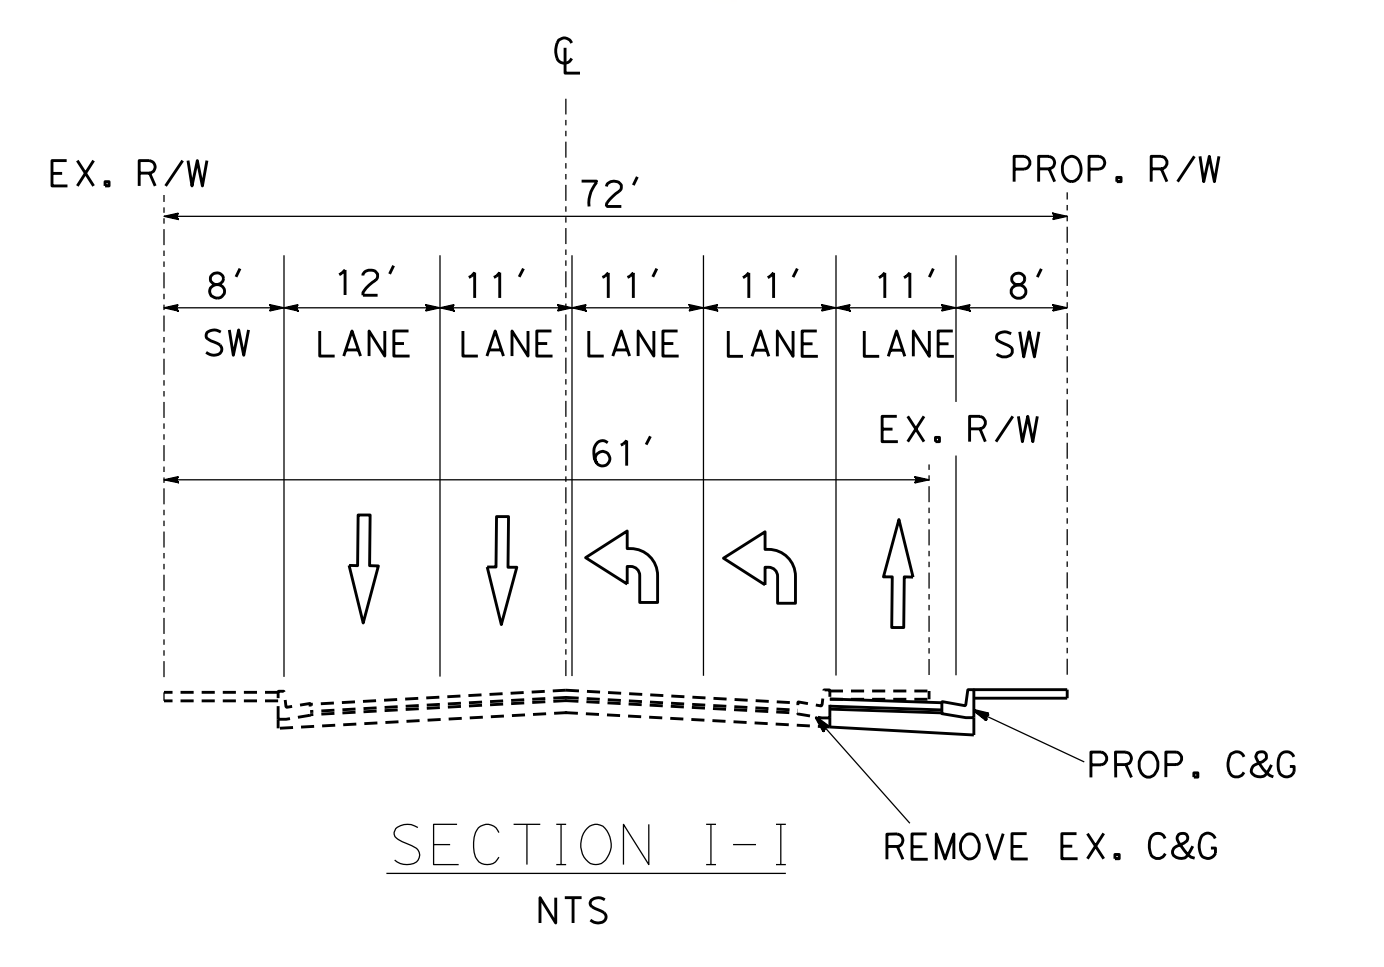 ℄
EX. R/W
PROP. R/W
72'
8' 12' 11' 11' 11' 11' 8'
SW LANE LANE LANE LANE LANE SW
EX. R/W
61'
PROP. C&G
REMOVE EX. C&G
SECTION I-I
NTS